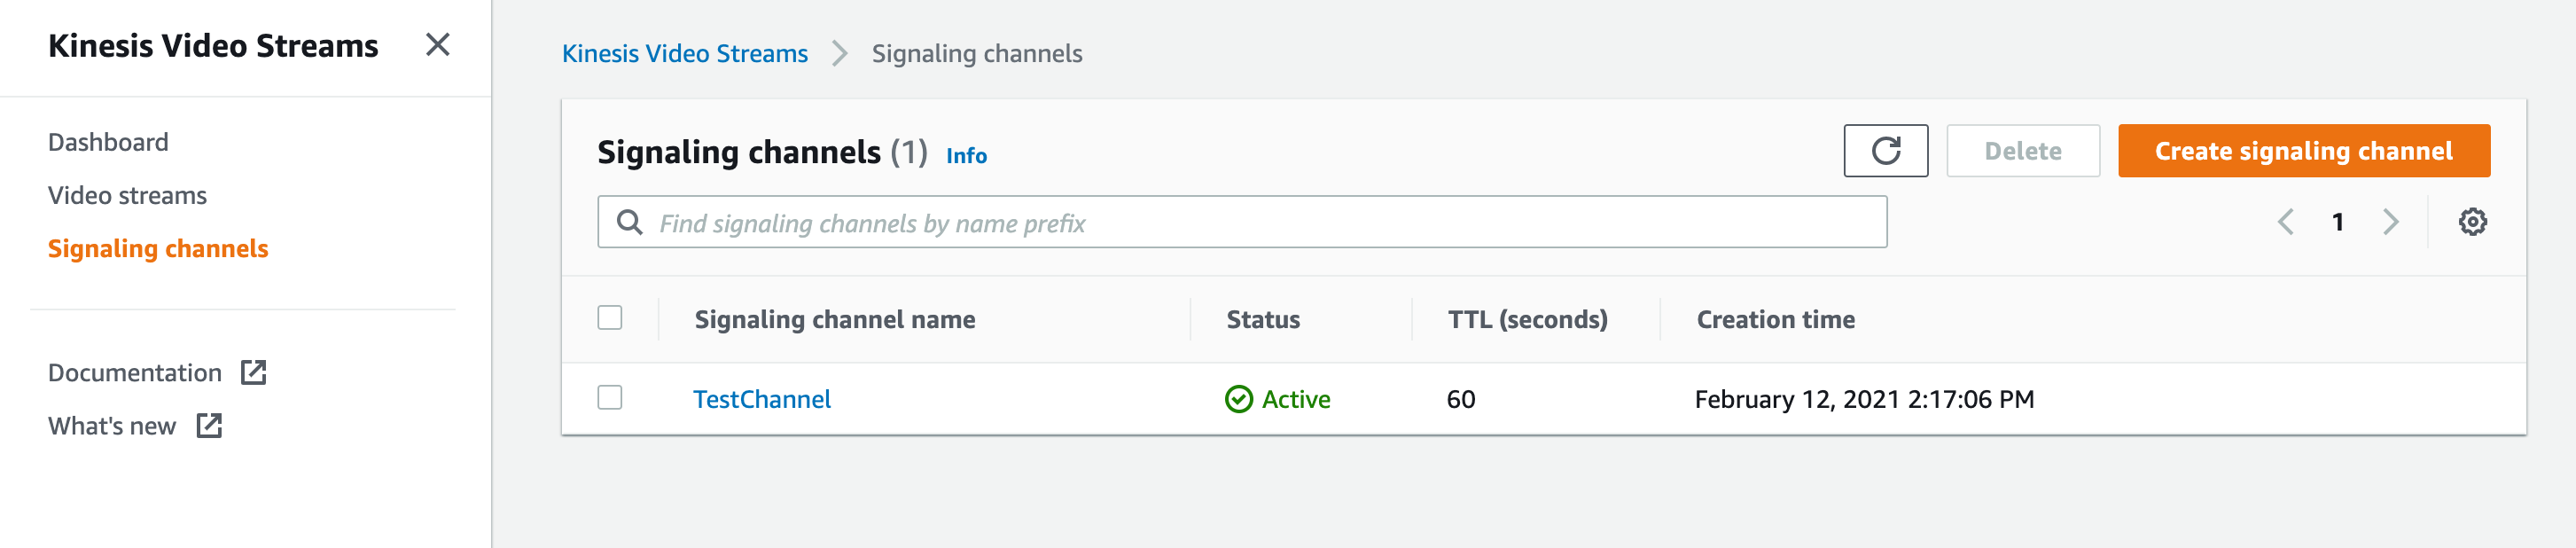 Kinesis Video Streams
Dashboard
Video streams
Signaling channels
Documentation
What's new
Kinesis Video Streams
Signaling channels
Signaling channels (1) Info
Delete
Create signaling channel
Find signaling channels by name prefix
1
Signaling channel name Status TTL (seconds) Creation time
TestChannel Active 60 February 12, 2021 2:17:06 PM